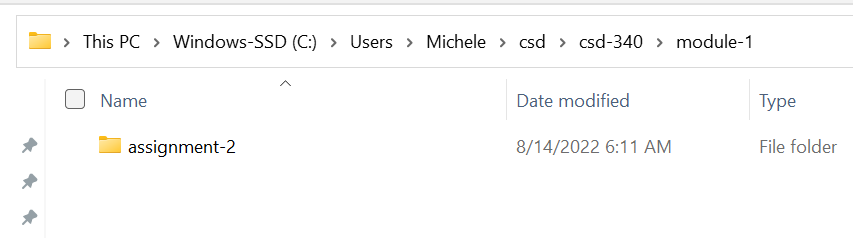 This PC > Windows-SSD (C:) > Users > Michele > csd > csd-340 > module-1
Name Date modified Type
assignment-2 8/14/2022 6:11 AM File folder